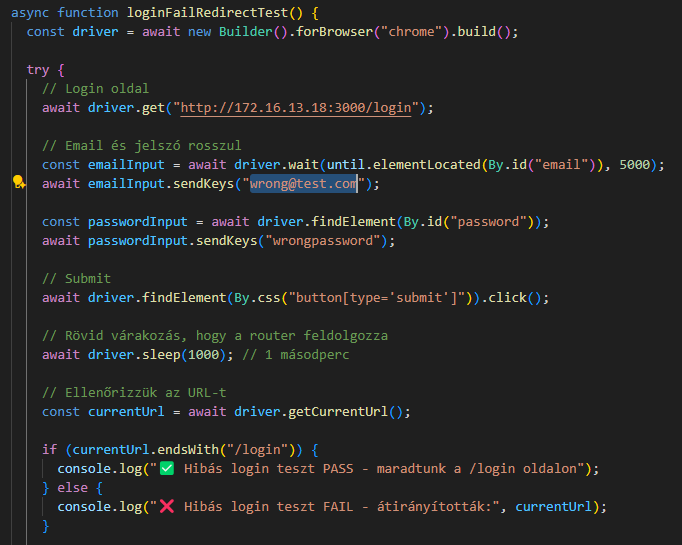 async function loginFailRedirectTest() {
const driver = await new Builder().forBrowser("chrome").build();
try {
// Login oldal
await driver.get("http://172.16.13.18:3000/login");
// Email és jelszó rosszul
const emailInput = await driver.wait(until.elementLocated(By.id("email")), 5000);
await emailInput.sendKeys("wrong@test.com");
const passwordInput = await driver.findElement(By.id("password"));
await passwordInput.sendKeys("wrongpassword");
// Submit
await driver.findElement(By.css("button[type='submit']")).click();
// Rövid várakozás, hogy a router feldolgozza
await driver.sleep(1000); // 1 másodperc
// Ellenőrizzük az URL-t
const currentUrl = await driver.getCurrentUrl();
if (currentUrl.endsWith("/login")) {
console.log("✅ Hibás login teszt PASS - maradtunk a /login oldalon");
} else {
console.log("❌ Hibás login teszt FAIL - átirányították:", currentUrl);
}